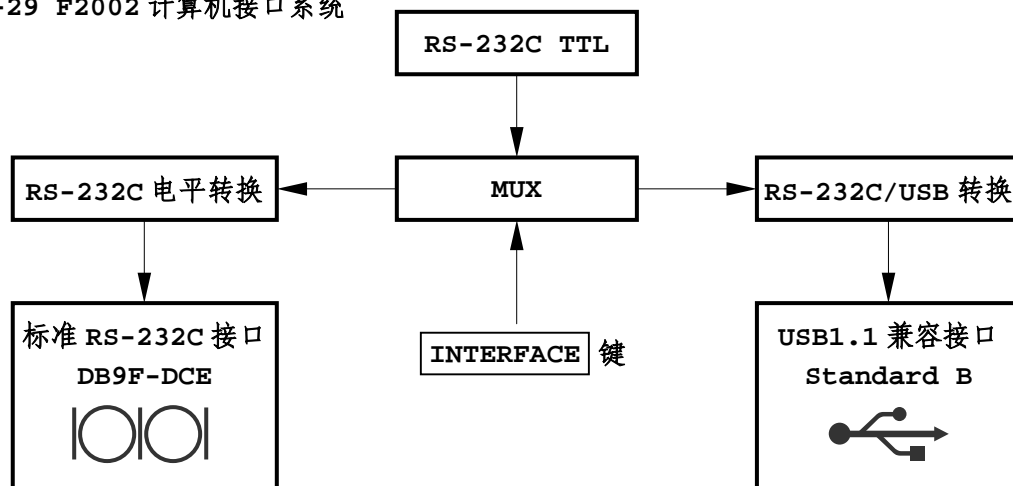 -29 F2002 计算机接口系统
RS-232C TTL
RS-232C 电平转换
MUX
RS-232C/USB 转换
标准 RS-232C 接口
DB9F-DCE
INTERFACE 键
USB1.1 兼容接口
Standard B